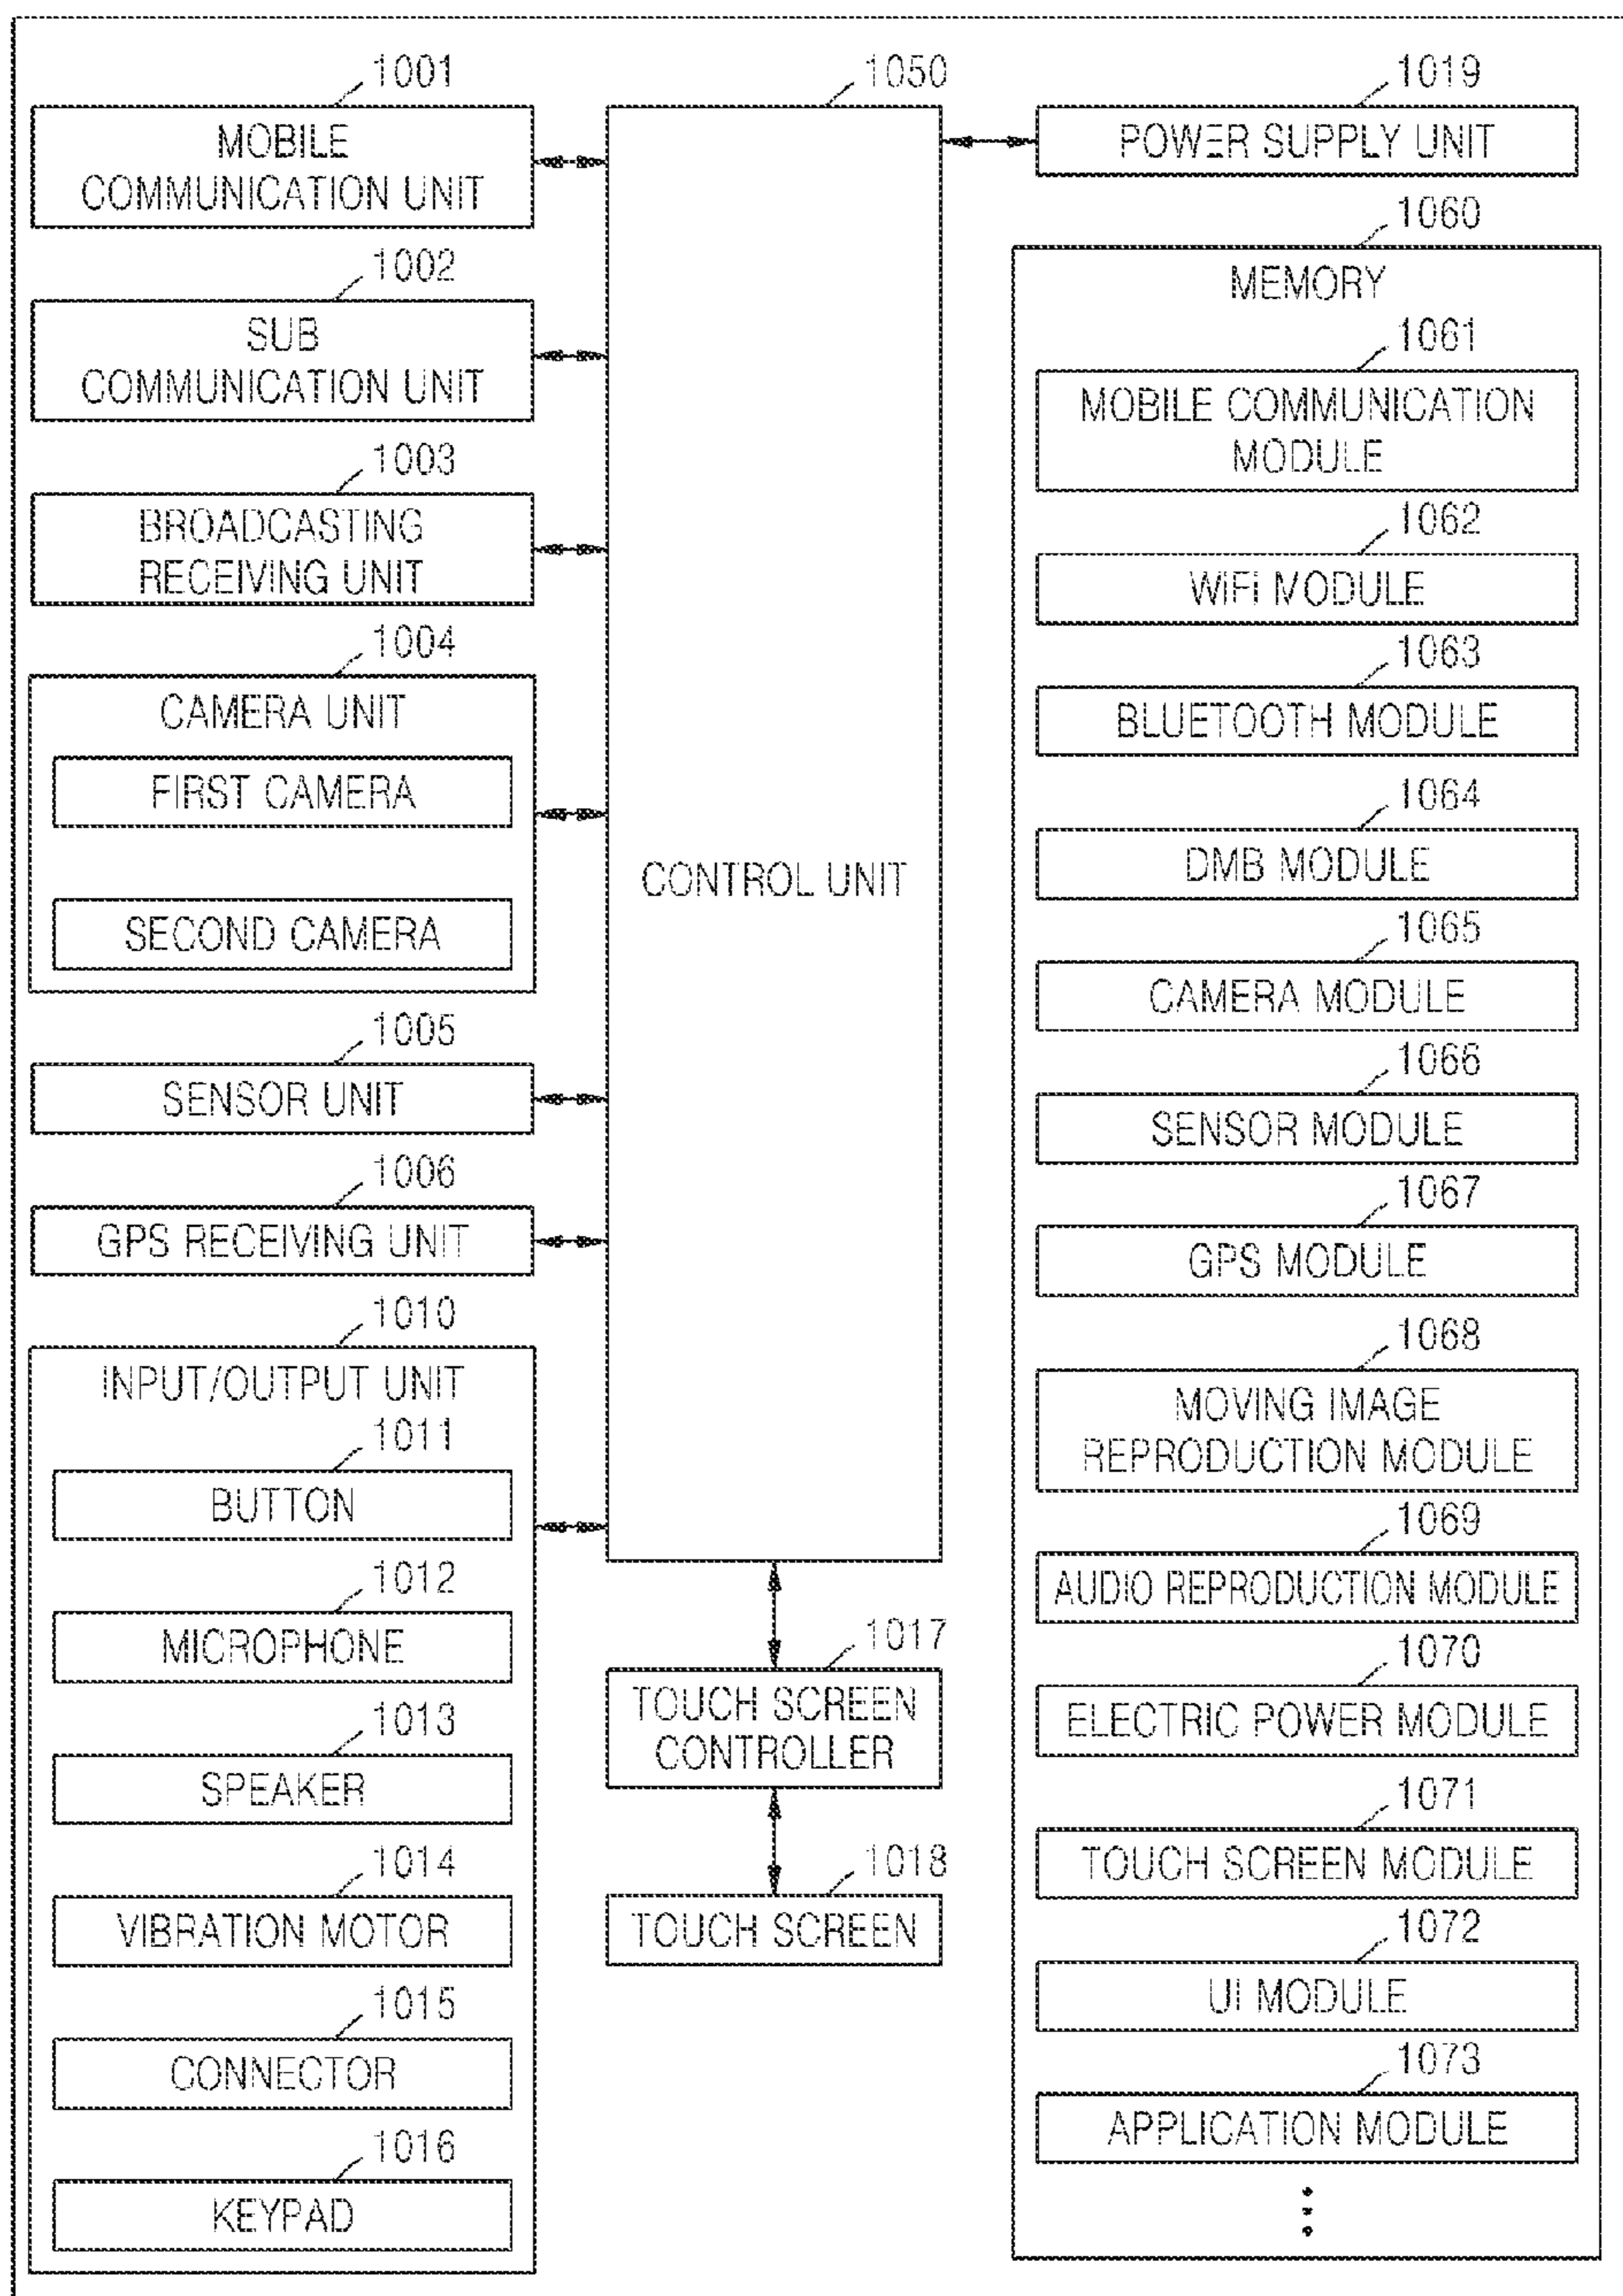 1001
MOBILE
COMMUNICATION UNIT
1002
SUB
COMMUNICATION UNIT
1003
BROADCASTING
RECEIVING UNIT
1004
CAMERA UNIT
FIRST CAMERA
SECOND CAMERA
1005
SENSOR UNIT
1006
GPS RECEIVING UNIT
1010
INPUT/OUTPUT UNIT
1011
BUTTON
1012
MICROPHONE
1013
SPEAKER
1014
VIBRATION MOTOR
1015
CONNECTOR
1016
KEYPAD
1050
CONTROL UNIT
1017
TOUCH SCREEN
CONTROLLER
1018
TOUCH SCREEN
1019
POWER SUPPLY UNIT
1060
MEMORY
1061
MOBILE COMMUNICATION
MODULE
1062
WiFi MODULE
1063
BLUETOOTH MODULE
1064
DMB MODULE
1065
CAMERA MODULE
1066
SENSOR MODULE
1067
GPS MODULE
1068
MOVING IMAGE
REPRODUCTION MODULE
1069
AUDIO REPRODUCTION MODULE
1070
ELECTRIC POWER MODULE
1071
TOUCH SCREEN MODULE
1072
UI MODULE
1073
APPLICATION MODULE